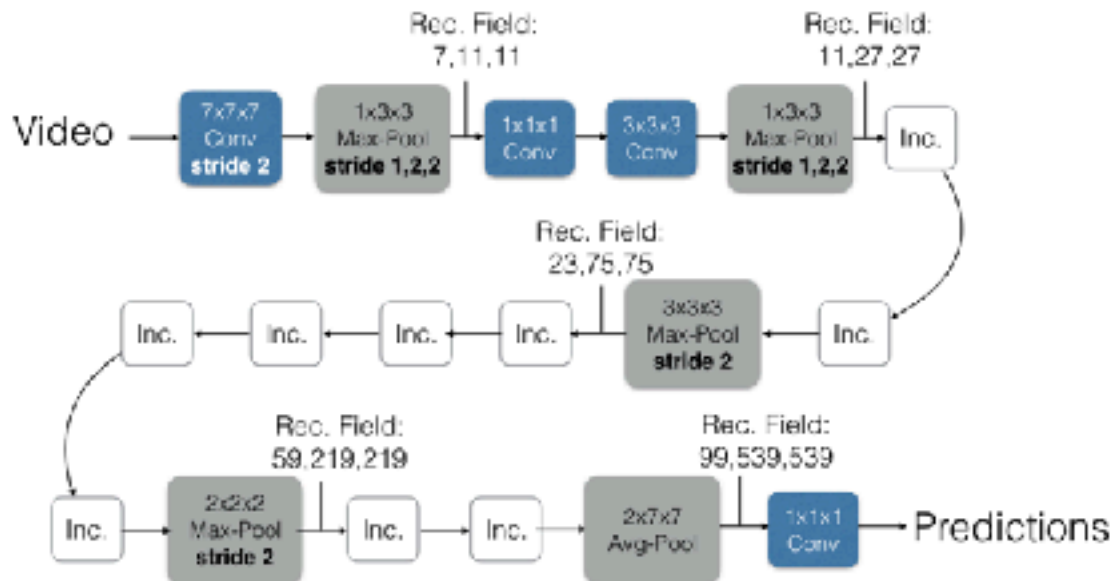 Rec. Field:
7,11,11
Rec. Field:
11,27,27
Video
7x7x7
Conv
stride 2
1x3x3
Max-Pool
stride 1,2,2
1x1x1
Conv
3x3x3
Conv
1x3x3
Max-Pool
stride 1,2,2
Inc.
Rec. Field:
23,75,75
Inc.
Inc.
Inc.
Inc.
3x3x3
Max-Pool
stride 2
Inc.
Rec. Field:
59,219,219
Rec. Field:
99,539,539
Inc.
2x2x2
Max-Pool
stride 2
Inc.
Inc.
2x7x7
Avg-Pool
1x1x1
Conv
Predictions